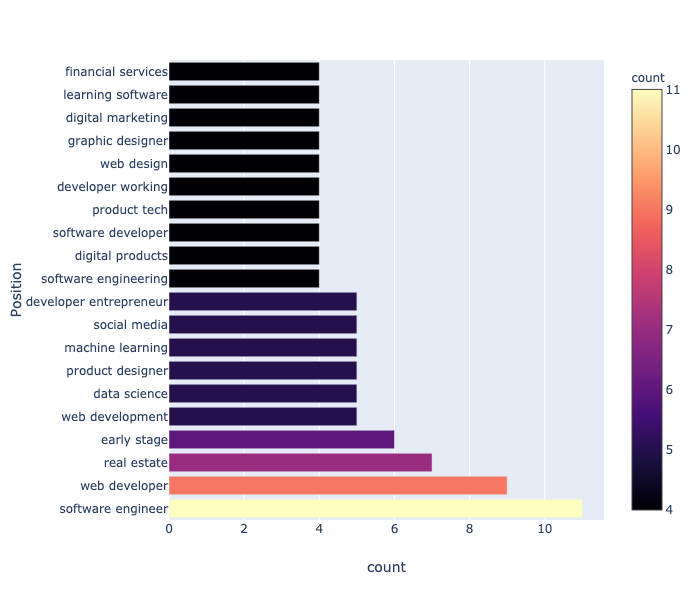 financial services
learning software
digital marketing
graphic designer
web design
developer working
product tech
software developer
digital products
software engineering
developer entrepreneur
social media
machine learning
product designer
data science
web development
early stage
real estate
web developer
software engineer
Position
0 2 4 6 8 10
count
count
11
10
9
8
7
6
5
4